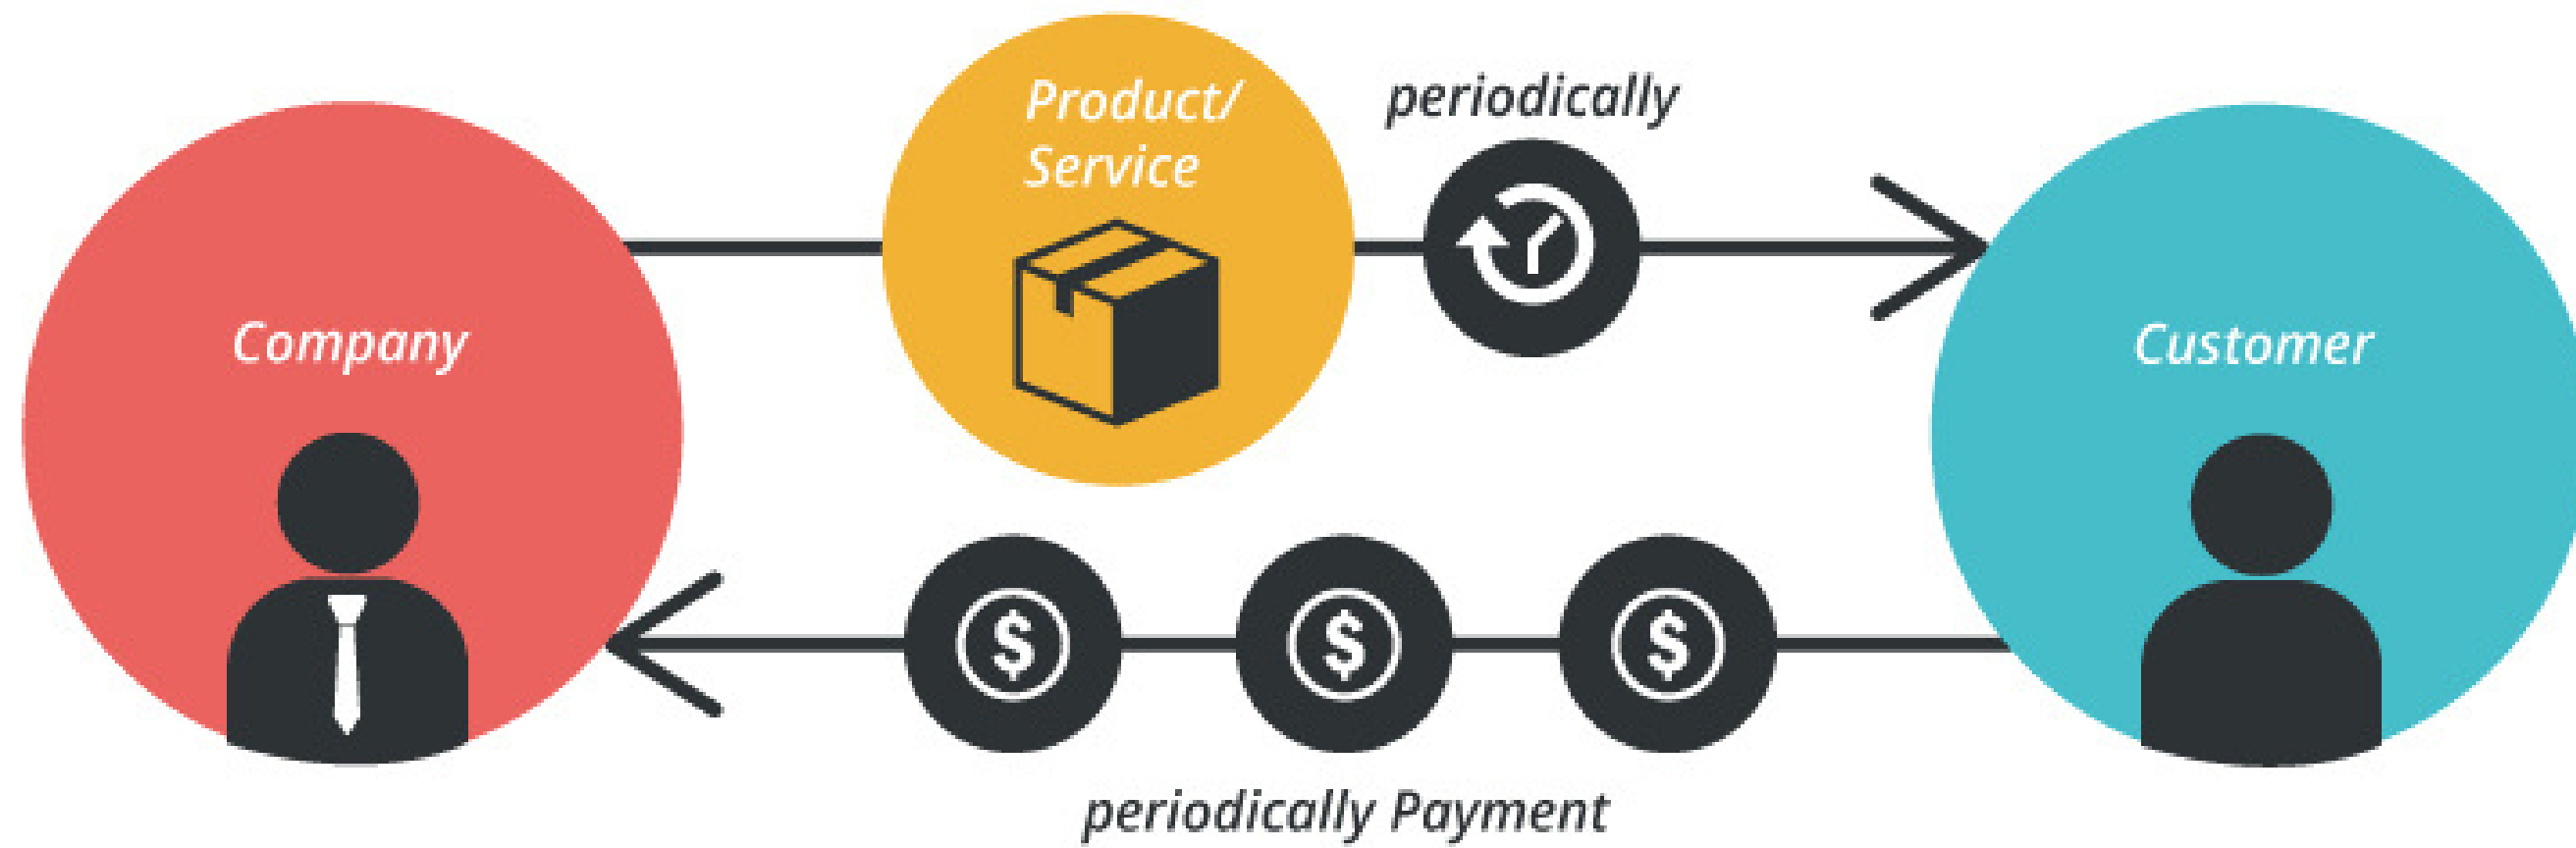 Product/
Service
periodically
Company
Customer
$ $ $
periodically Payment